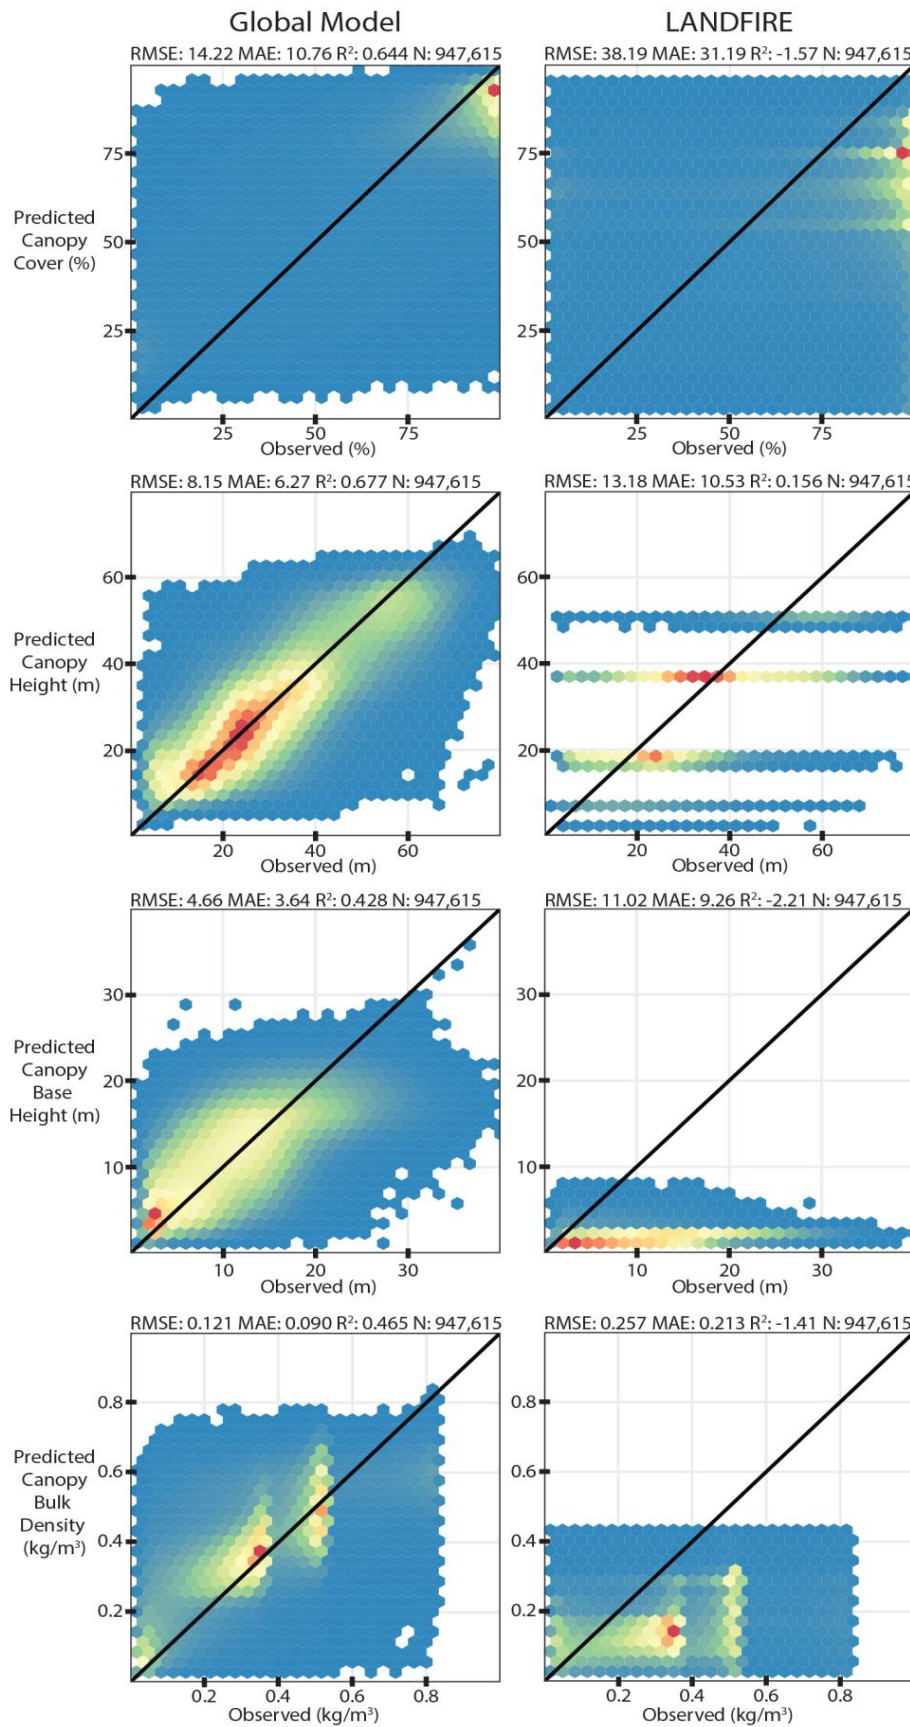 Global Model
LANDFIRE
RMSE: 14.22 MAE: 10.76 R²: 0.644 N: 947,615
RMSE: 38.19 MAE: 31.19 R²: -1.57 N: 947,615
Predicted
Canopy
Cover (%)
75
50
25
75
50
25
25
50
75
Observed (%)
25
50
75
Observed (%)
RMSE: 8.15 MAE: 6.27 R²: 0.677 N: 947,615
RMSE: 13.18 MAE: 10.53 R²: 0.156 N: 947,615
Predicted
Canopy
Height (m)
60
40
20
60
40
20
20
40
60
Observed (m)
20
40
60
Observed (m)
RMSE: 4.66 MAE: 3.64 R²: 0.428 N: 947,615
RMSE: 11.02 MAE: 9.26 R²: -2.21 N: 947,615
Predicted
Canopy
Base
Height (m)
30
20
10
30
20
10
10
20
30
Observed (m)
10
20
30
Observed (m)
RMSE: 0.121 MAE: 0.090 R²: 0.465 N: 947,615
RMSE: 0.257 MAE: 0.213 R²: -1.41 N: 947,615
Predicted
Canopy
Bulk
Density
(kg/m³)
0.8
0.6
0.4
0.2
0.8
0.6
0.4
0.2
0.2
0.4
0.6
0.8
Observed (kg/m³)
0.2
0.4
0.6
0.8
Observed (kg/m³)